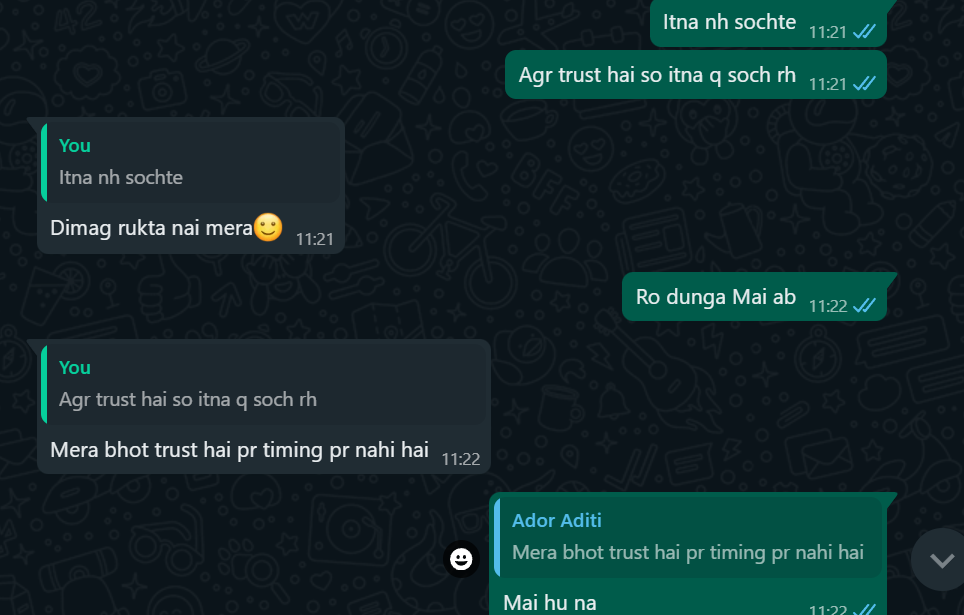 Itna nh sochte 11:21
Agr trust hai so itna q soch rh 11:21
You
Itna nh sochte
Dimag rukta nai mera🙂 11:21
Ro dunga Mai ab 11:22
You
Agr trust hai so itna q soch rh
Mera bhot trust hai pr timing pr nahi hai 11:22
Ador Aditi
Mera bhot trust hai pr timing pr nahi hai
Mai hu na 11:22